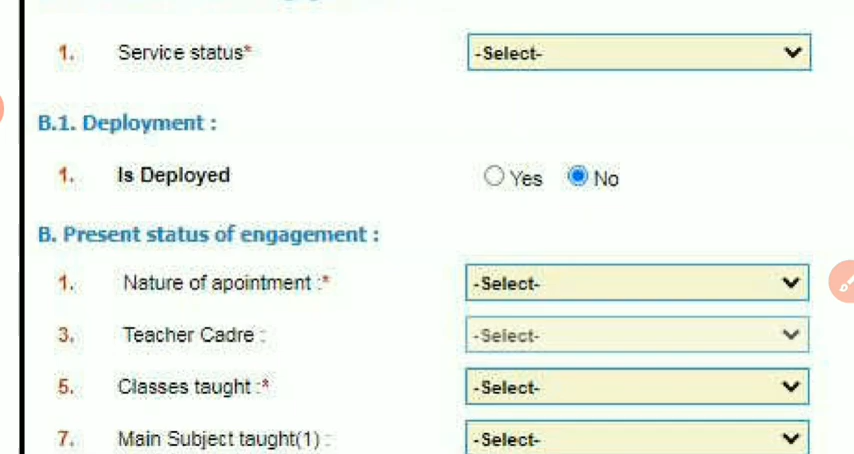 1. Service status* -Select-
B.1. Deployment :
1. Is Deployed Yes No
B. Present status of engagement :
1. Nature of apointment :* -Select-
3. Teacher Cadre : -Select-
5. Classes taught :* -Select-
7. Main Subject taught(1) : -Select-